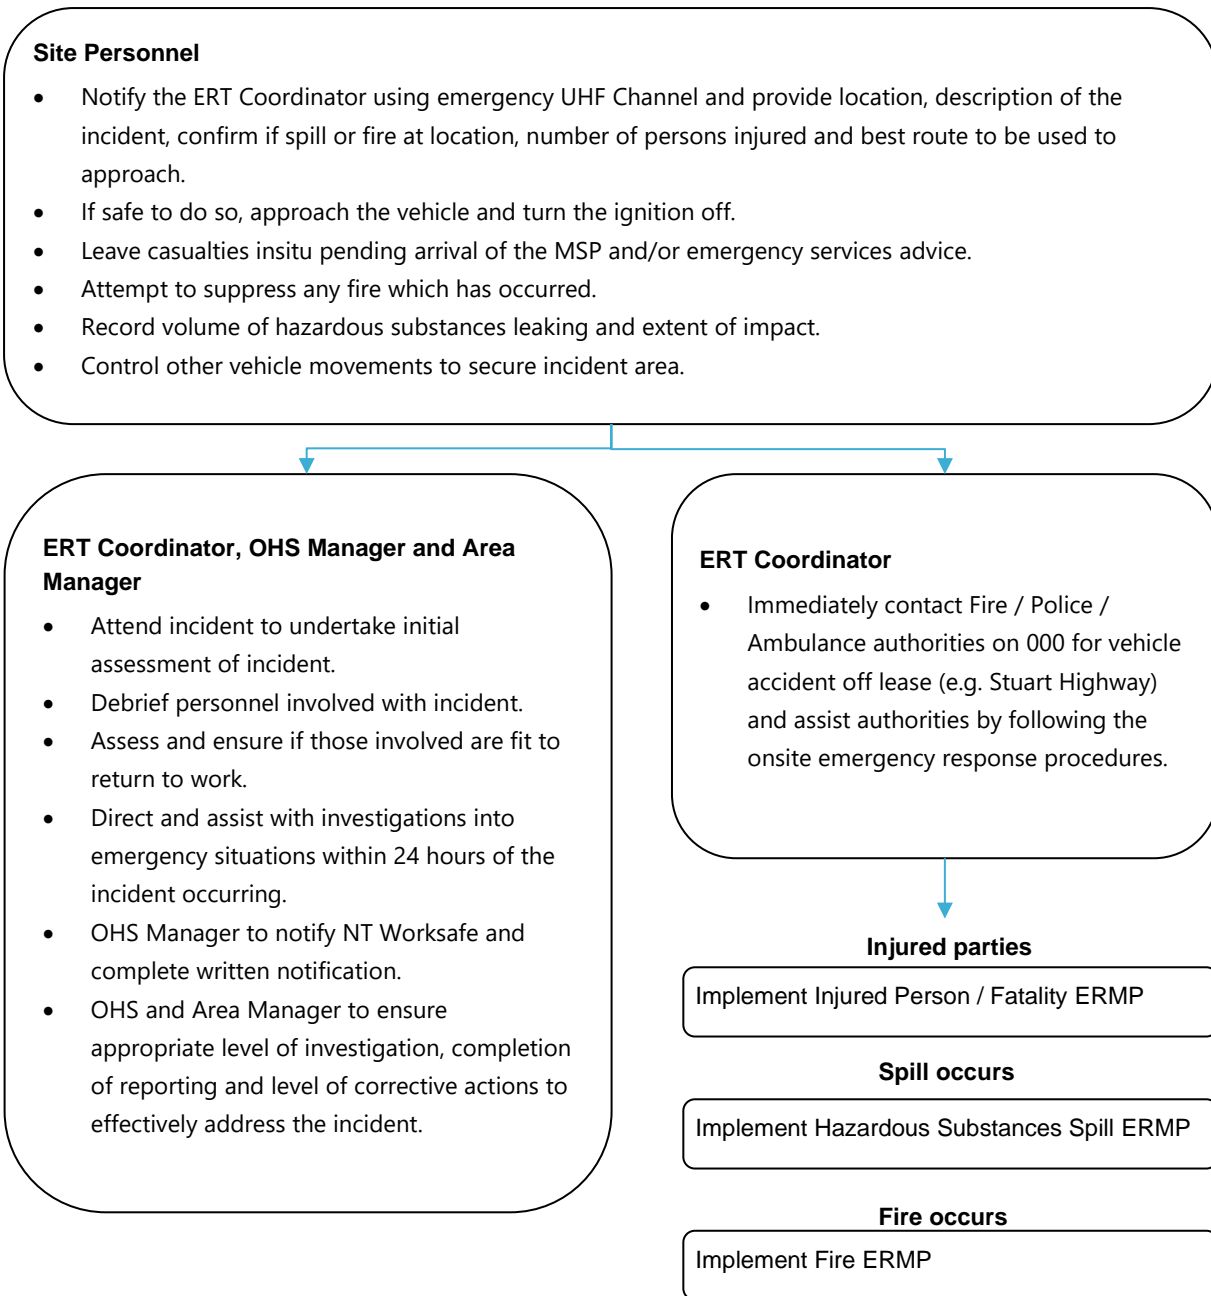 Site Personnel
• Notify the ERT Coordinator using emergency UHF Channel and provide location, description of the
incident, confirm if spill or fire at location, number of persons injured and best route to be used to
approach.
• If safe to do so, approach the vehicle and turn the ignition off.
• Leave casualties insitu pending arrival of the MSP and/or emergency services advice.
• Attempt to suppress any fire which has occurred.
• Record volume of hazardous substances leaking and extent of impact.
• Control other vehicle movements to secure incident area.
ERT Coordinator, OHS Manager and Area
Manager
• Attend incident to undertake initial
assessment of incident.
• Debrief personnel involved with incident.
• Assess and ensure if those involved are fit to
return to work.
• Direct and assist with investigations into
emergency situations within 24 hours of the
incident occurring.
• OHS Manager to notify NT Worksafe and
complete written notification.
• OHS and Area Manager to ensure
appropriate level of investigation, completion
of reporting and level of corrective actions to
effectively address the incident.
ERT Coordinator
• Immediately contact Fire / Police /
Ambulance authorities on 000 for vehicle
accident off lease (e.g. Stuart Highway)
and assist authorities by following the
onsite emergency response procedures.
Injured parties
Implement Injured Person / Fatality ERMP
Spill occurs
Implement Hazardous Substances Spill ERMP
Fire occurs
Implement Fire ERMP